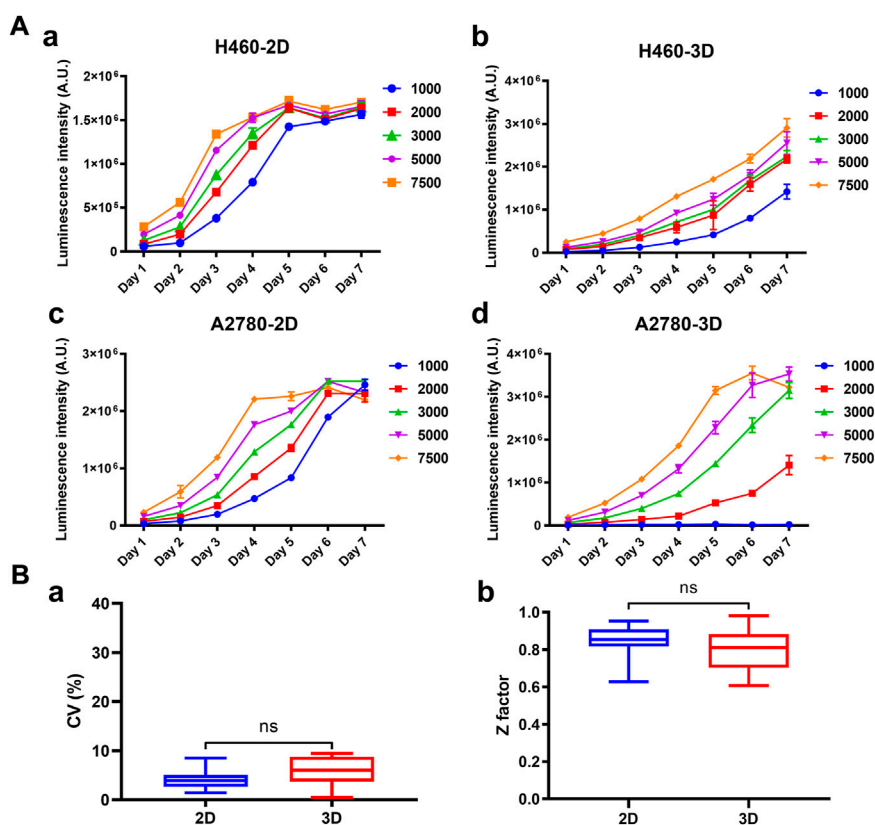 A
a
H460-2D
Luminescence intensity (A.U.)
2×10⁶
1.5×10⁶
1×10⁶
5×10⁵
0
Day 1
Day 2
Day 3
Day 4
Day 5
Day 6
Day 7
1000
2000
3000
5000
7500
b
H460-3D
Luminescence intensity (A.U.)
4×10⁶
3×10⁶
2×10⁶
1×10⁶
0
Day 1
Day 2
Day 3
Day 4
Day 5
Day 6
Day 7
1000
2000
3000
5000
7500
c
A2780-2D
Luminescence intensity (A.U.)
3×10⁶
2×10⁶
1×10⁶
0
Day 1
Day 2
Day 3
Day 4
Day 5
Day 6
Day 7
1000
2000
3000
5000
7500
d
A2780-3D
Luminescence intensity (A.U.)
4×10⁶
3×10⁶
2×10⁶
1×10⁶
0
Day 1
Day 2
Day 3
Day 4
Day 5
Day 6
Day 7
1000
2000
3000
5000
7500
B
a
CV (%)
40
30
20
10
0
ns
2D
3D
b
Z factor
1.0
0.8
0.6
0.4
0.2
0.0
ns
2D
3D